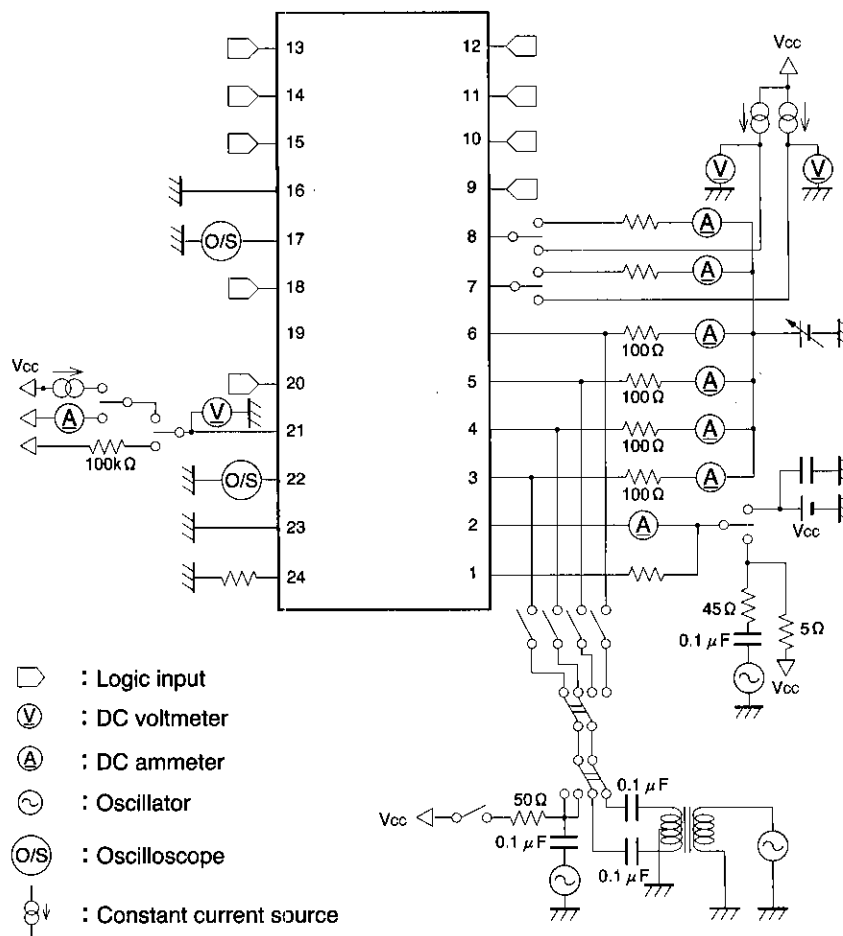 13
14
15
16
17
18
19
20
21
22
23
24
12
11
10
9
8
7
6
5
4
3
2
1
O/S
O/S
Vcc
A
V
100kΩ
Vcc
V
V
A
A
A
100Ω
A
100Ω
A
100Ω
A
100Ω
A
Vcc
45Ω
0.1 μF
5Ω
Vcc
Vcc
50Ω
0.1 μF
0.1 μF
0.1 μF
: Logic input
V : DC voltmeter
A : DC ammeter
: Oscillator
O/S : Oscilloscope
: Constant current source